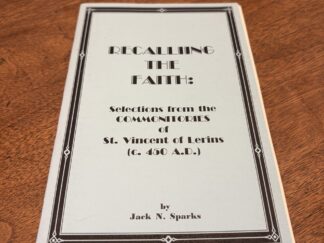 RECALLING
THE
FAITH:
Selections from the
COMMONITORIES
of
St. Vincent of Lerins
(c. 450 A.D.)
by
Jack N. Sparks